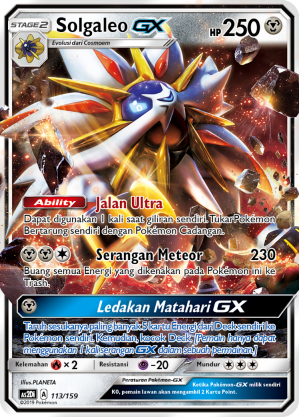 STAGE2 Solgaleo GX HP 250
Evolusi dari Cosmoem
Ability Jalan Ultra
Dapat digunakan 1 kali saat giliran sendiri. Tukar Pokémon
Bertarung sendiri dengan Pokémon Cadangan.
Serangan Meteor 230
Buang semua Energi yang dikenakan pada Pokémon ini ke
Trash.
Ledakan Matahari GX
Taruh sesukanya paling banyak 5 kartu Energi dari Deck sendiri ke
Pokémon sendiri. Kemudian, kocok Deck. [Pemain hanya dapat
menggunakan 1 kali serangan GX dalam sebuah permainan.]
Kelemahan ×2 Resistansi -20 Mundur
Illus. PLANETA
Peraturan Pokémon-GX
Ketika Pokémon-GX milik sendiri
KO, pemain lawan akan mengambil 2 Kartu Point.
AS2D A 113/159
©2019 Pokémon